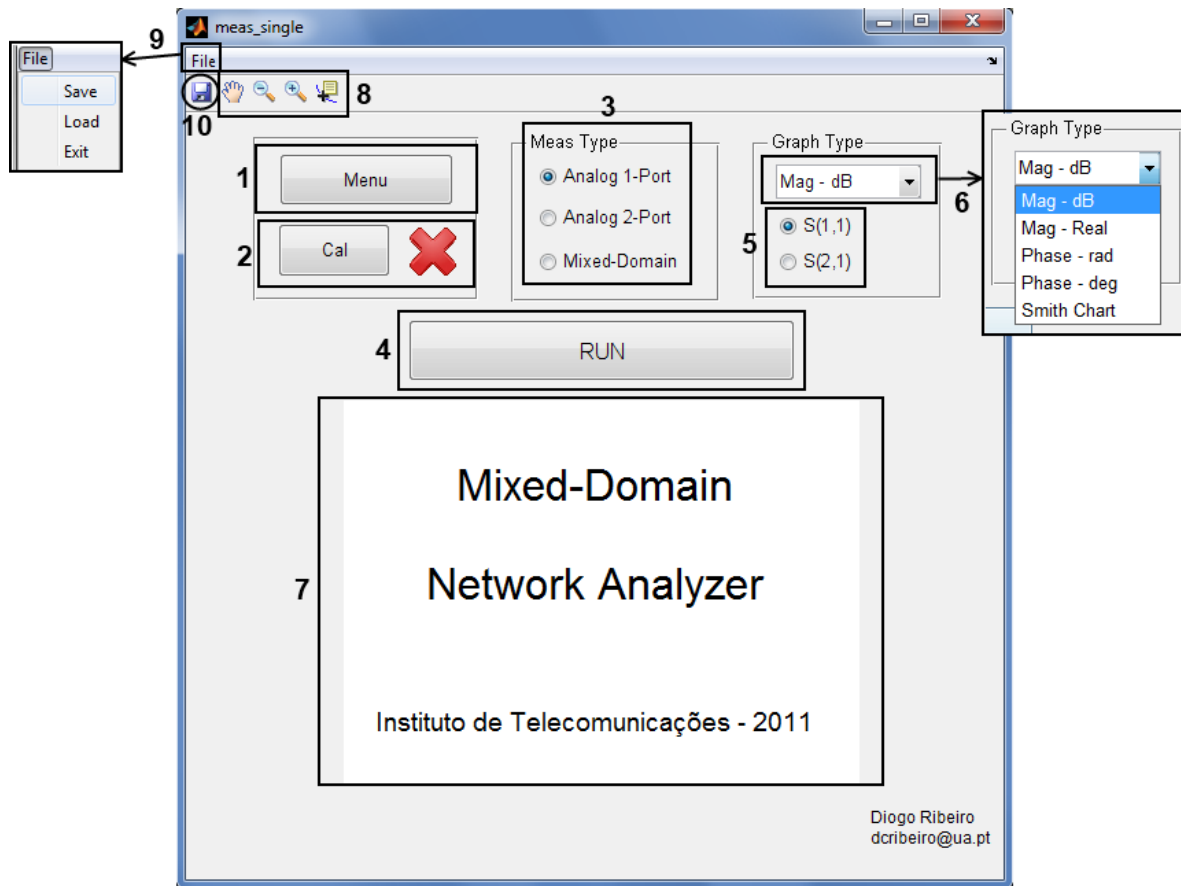 meas_single
9
File
Save
Load
Exit
File
8
10
3
1
Menu
2
Cal
Meas Type
Analog 1-Port
Analog 2-Port
Mixed-Domain
Graph Type
Mag - dB
5
S(1,1)
S(2,1)
6
Graph Type
Mag - dB
Mag - dB
Mag - Real
Phase - rad
Phase - deg
Smith Chart
4
RUN
7
Mixed-Domain
Network Analyzer
Instituto de Telecomunicações - 2011
Diogo Ribeiro
dcribeiro@ua.pt